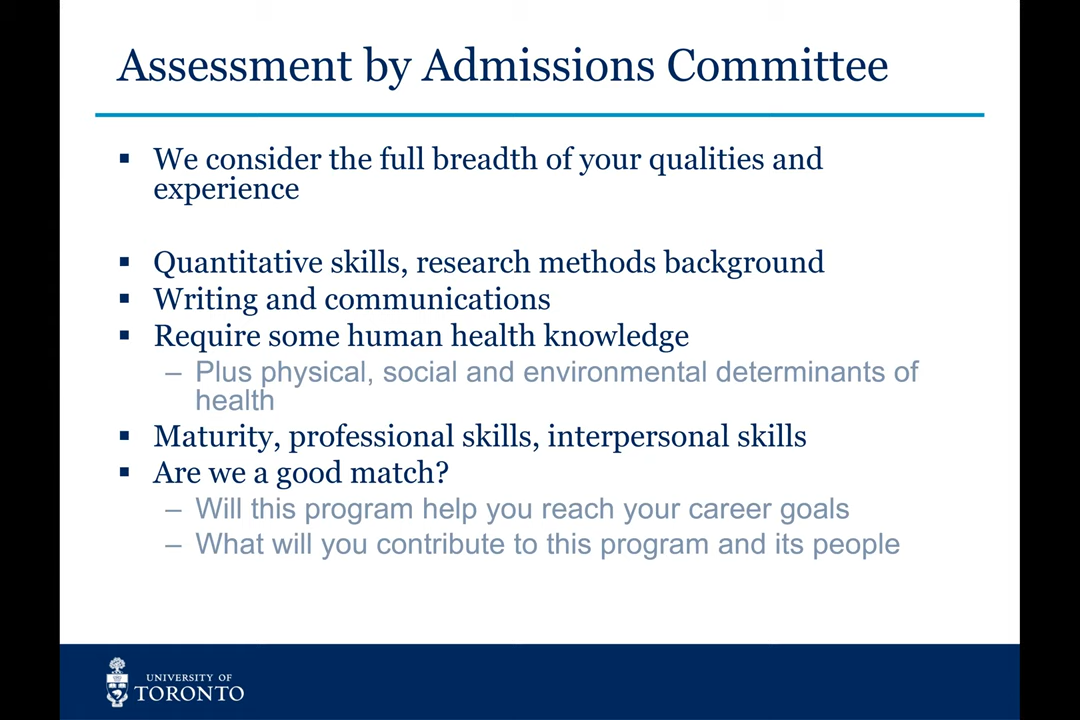 Assessment by Admissions Committee
▪ We consider the full breadth of your qualities and
experience
▪ Quantitative skills, research methods background
▪ Writing and communications
▪ Require some human health knowledge
– Plus physical, social and environmental determinants of
health
▪ Maturity, professional skills, interpersonal skills
▪ Are we a good match?
– Will this program help you reach your career goals
– What will you contribute to this program and its people
UNIVERSITY OF
TORONTO